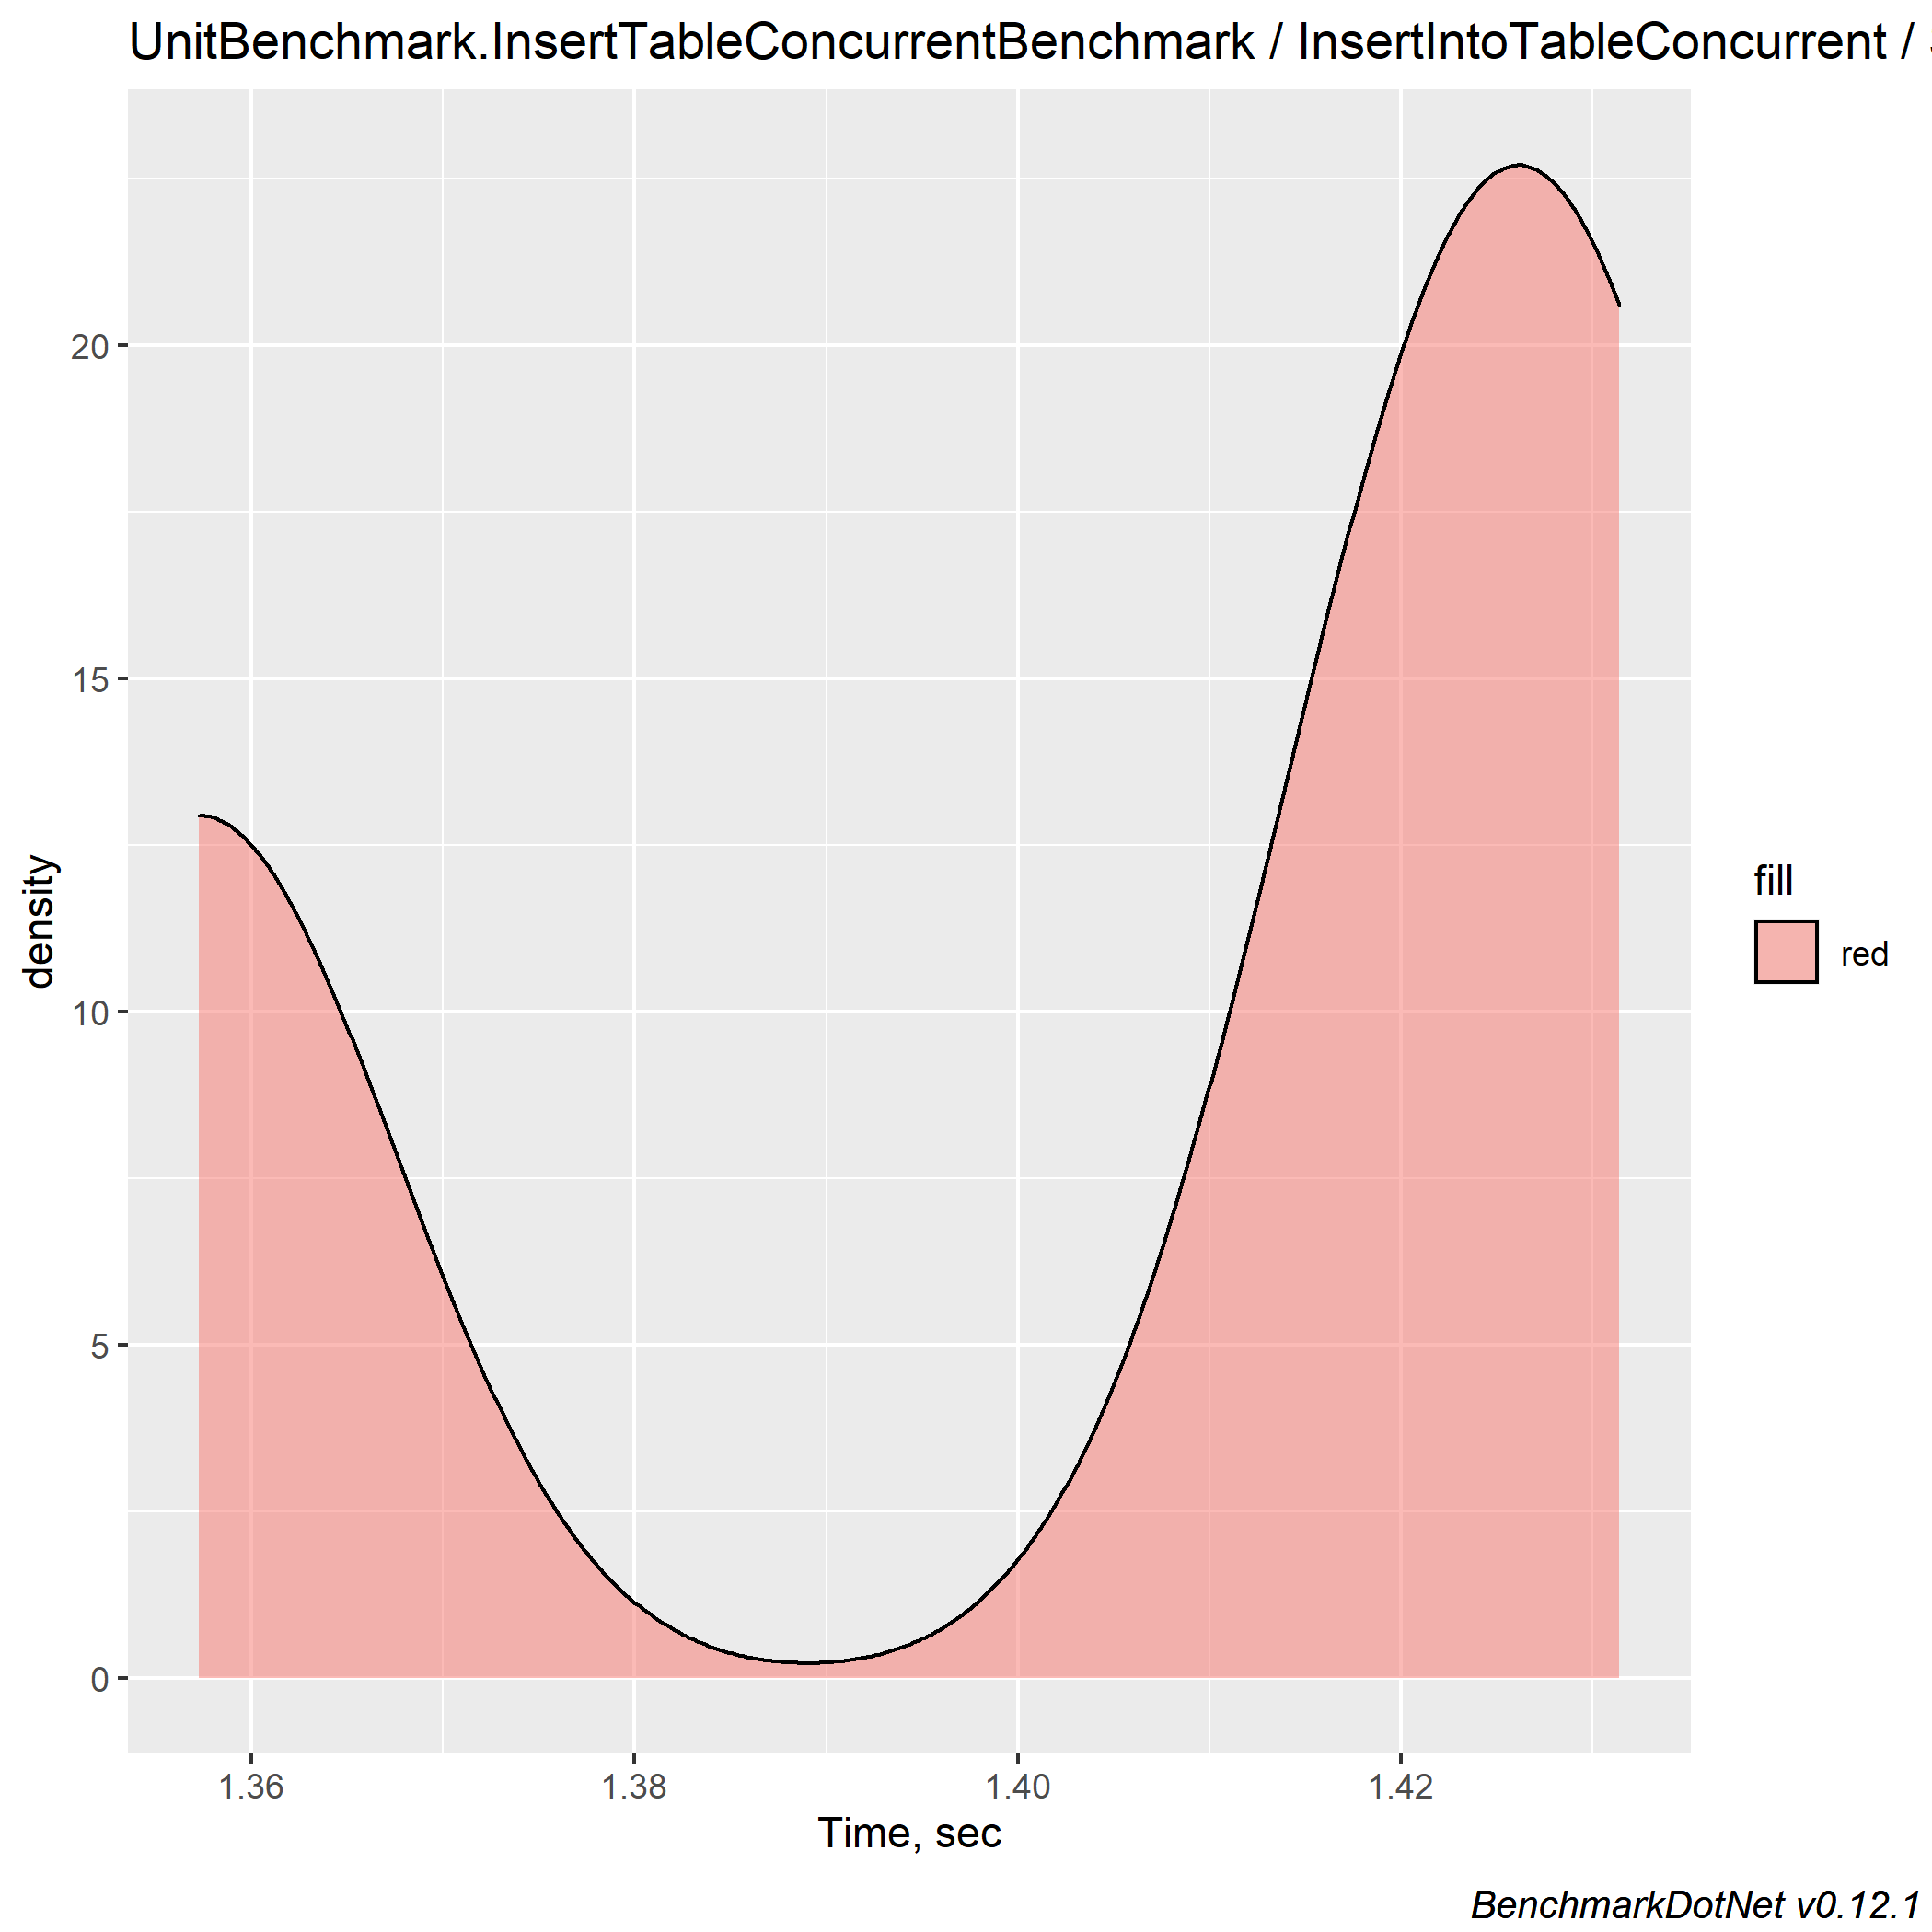 UnitBenchmark.InsertTableConcurrentBenchmark / InsertIntoTableConcurrent /
20
15
10
5
0
density
fill
red
1.36 1.38 1.40 1.42
Time, sec
BenchmarkDotNet v0.12.1